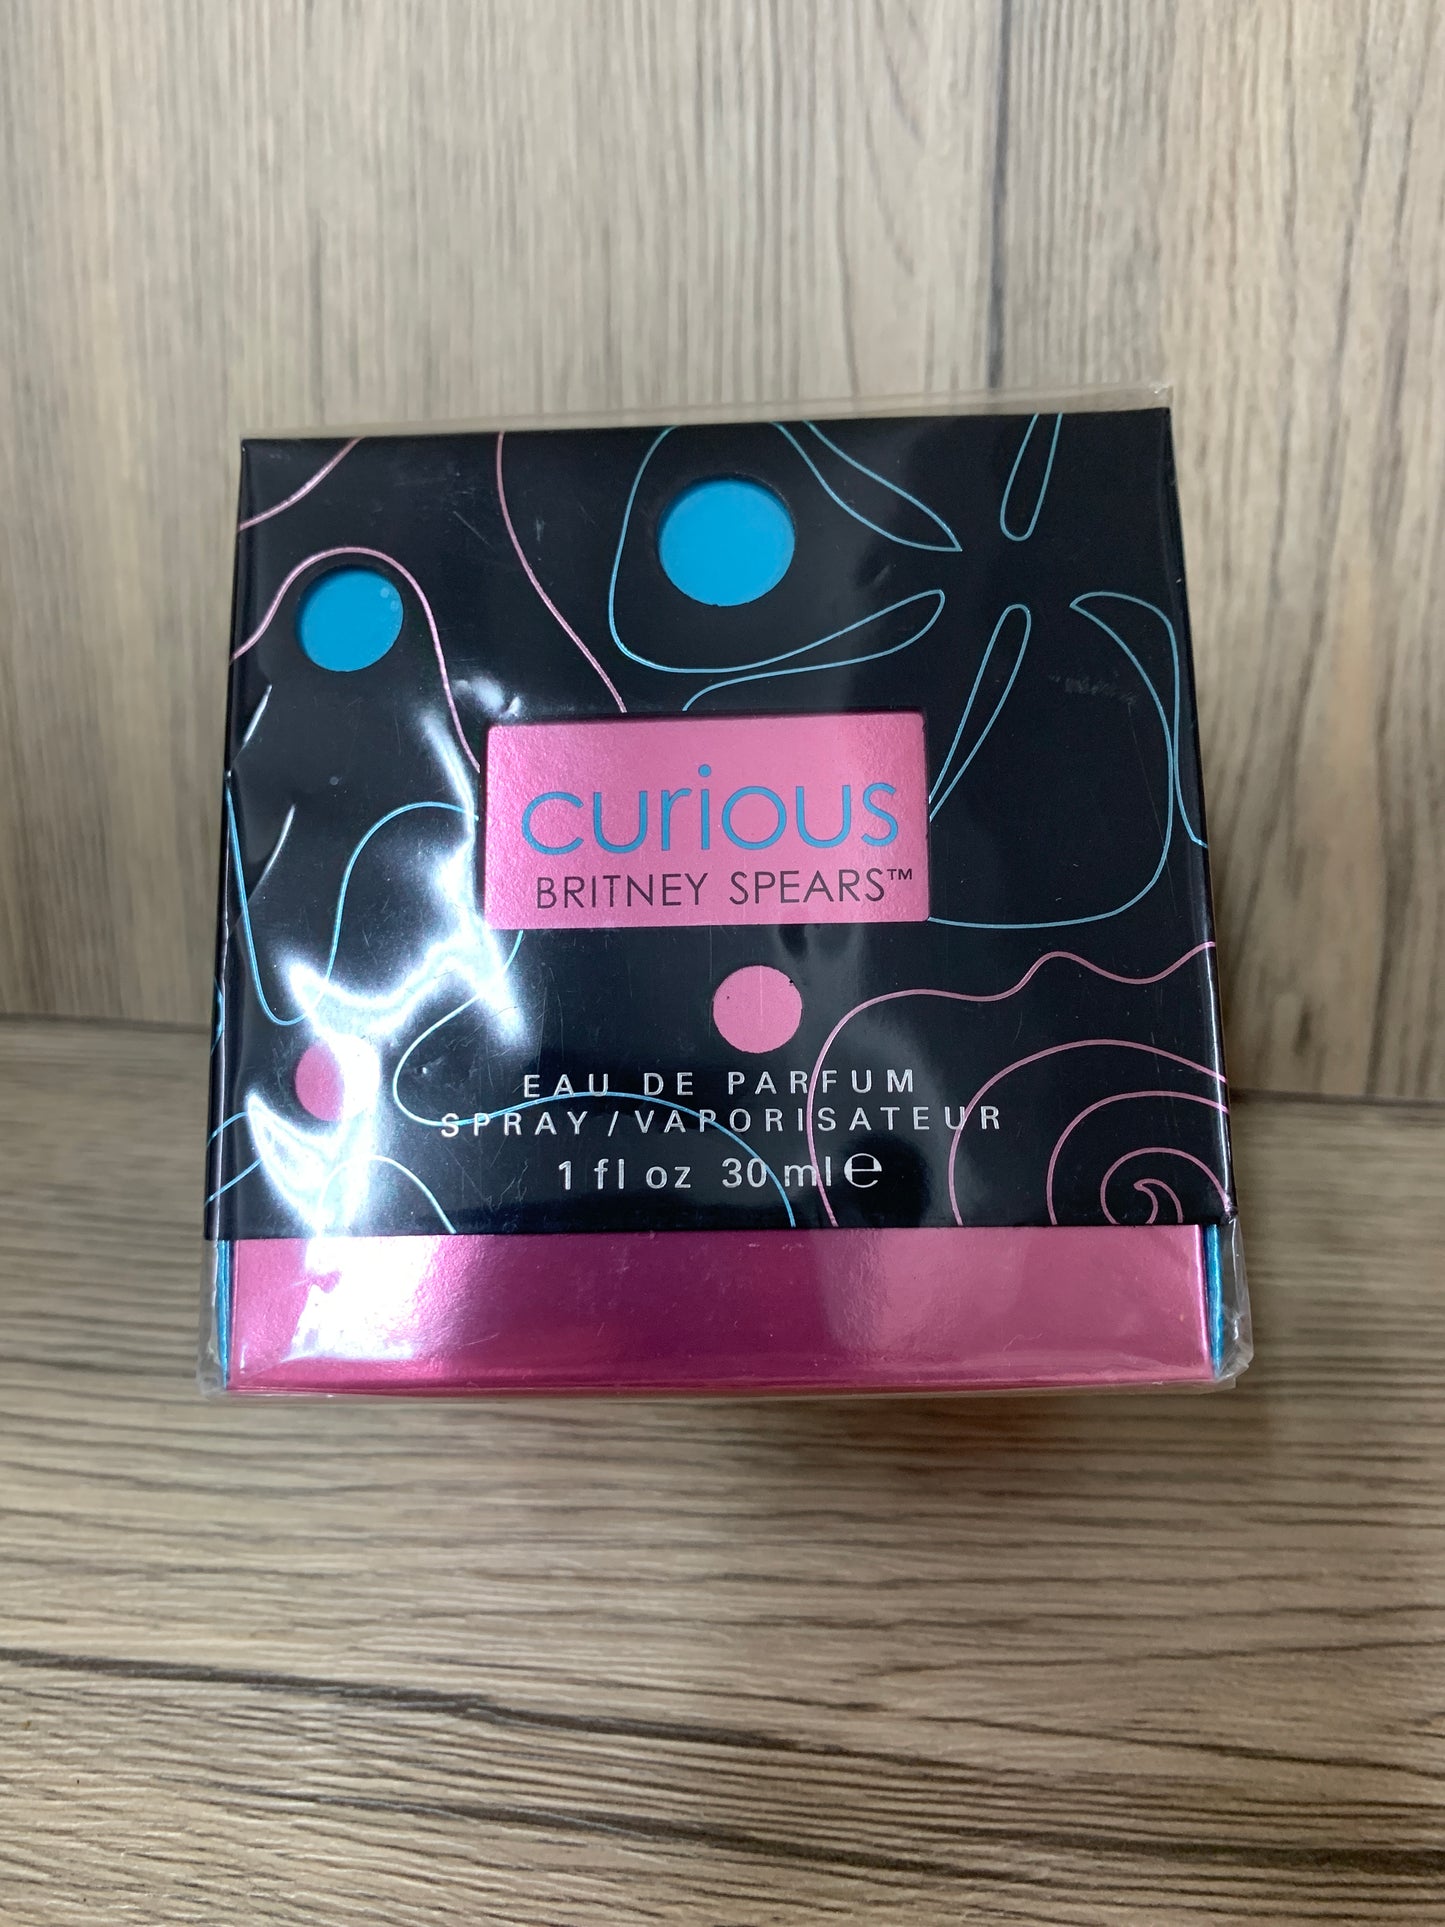 curious
BRITNEY SPEARS™
EAU DE PARFUM
SPRAY/VAPORISATEUR
1 fl oz 30 ml ℮